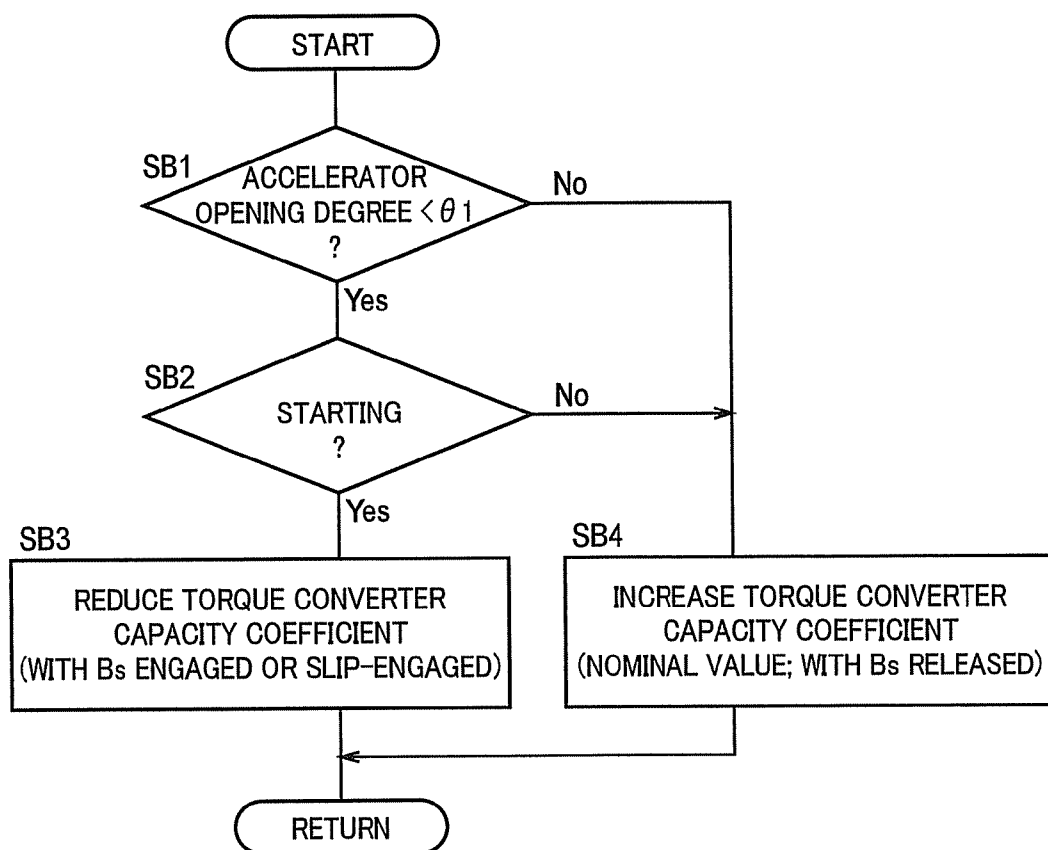 START
SB1
ACCELERATOR
OPENING DEGREE < θ1
?
No
Yes
SB2
STARTING
?
No
Yes
SB3
REDUCE TORQUE CONVERTER
CAPACITY COEFFICIENT
(WITH Bs ENGAGED OR SLIP-ENGAGED)
SB4
INCREASE TORQUE CONVERTER
CAPACITY COEFFICIENT
(NOMINAL VALUE; WITH Bs RELEASED)
RETURN